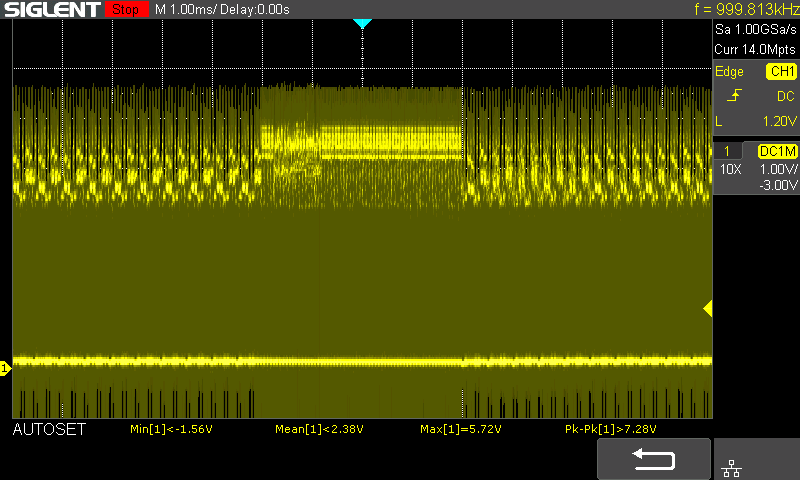 SIGLENT Stop M 1.00ms/ Delay:0.00s f = 999.813kHz
Sa 1.00GSa/s
Curr 14.0Mpts
Edge CH1
DC
L 1.20V
1 DC1M
10X 1.00V/
-3.00V
1
AUTOSET Min[1]<-1.56V Mean[1]<2.38V Max[1]=5.72V Pk-Pk[1]>7.28V